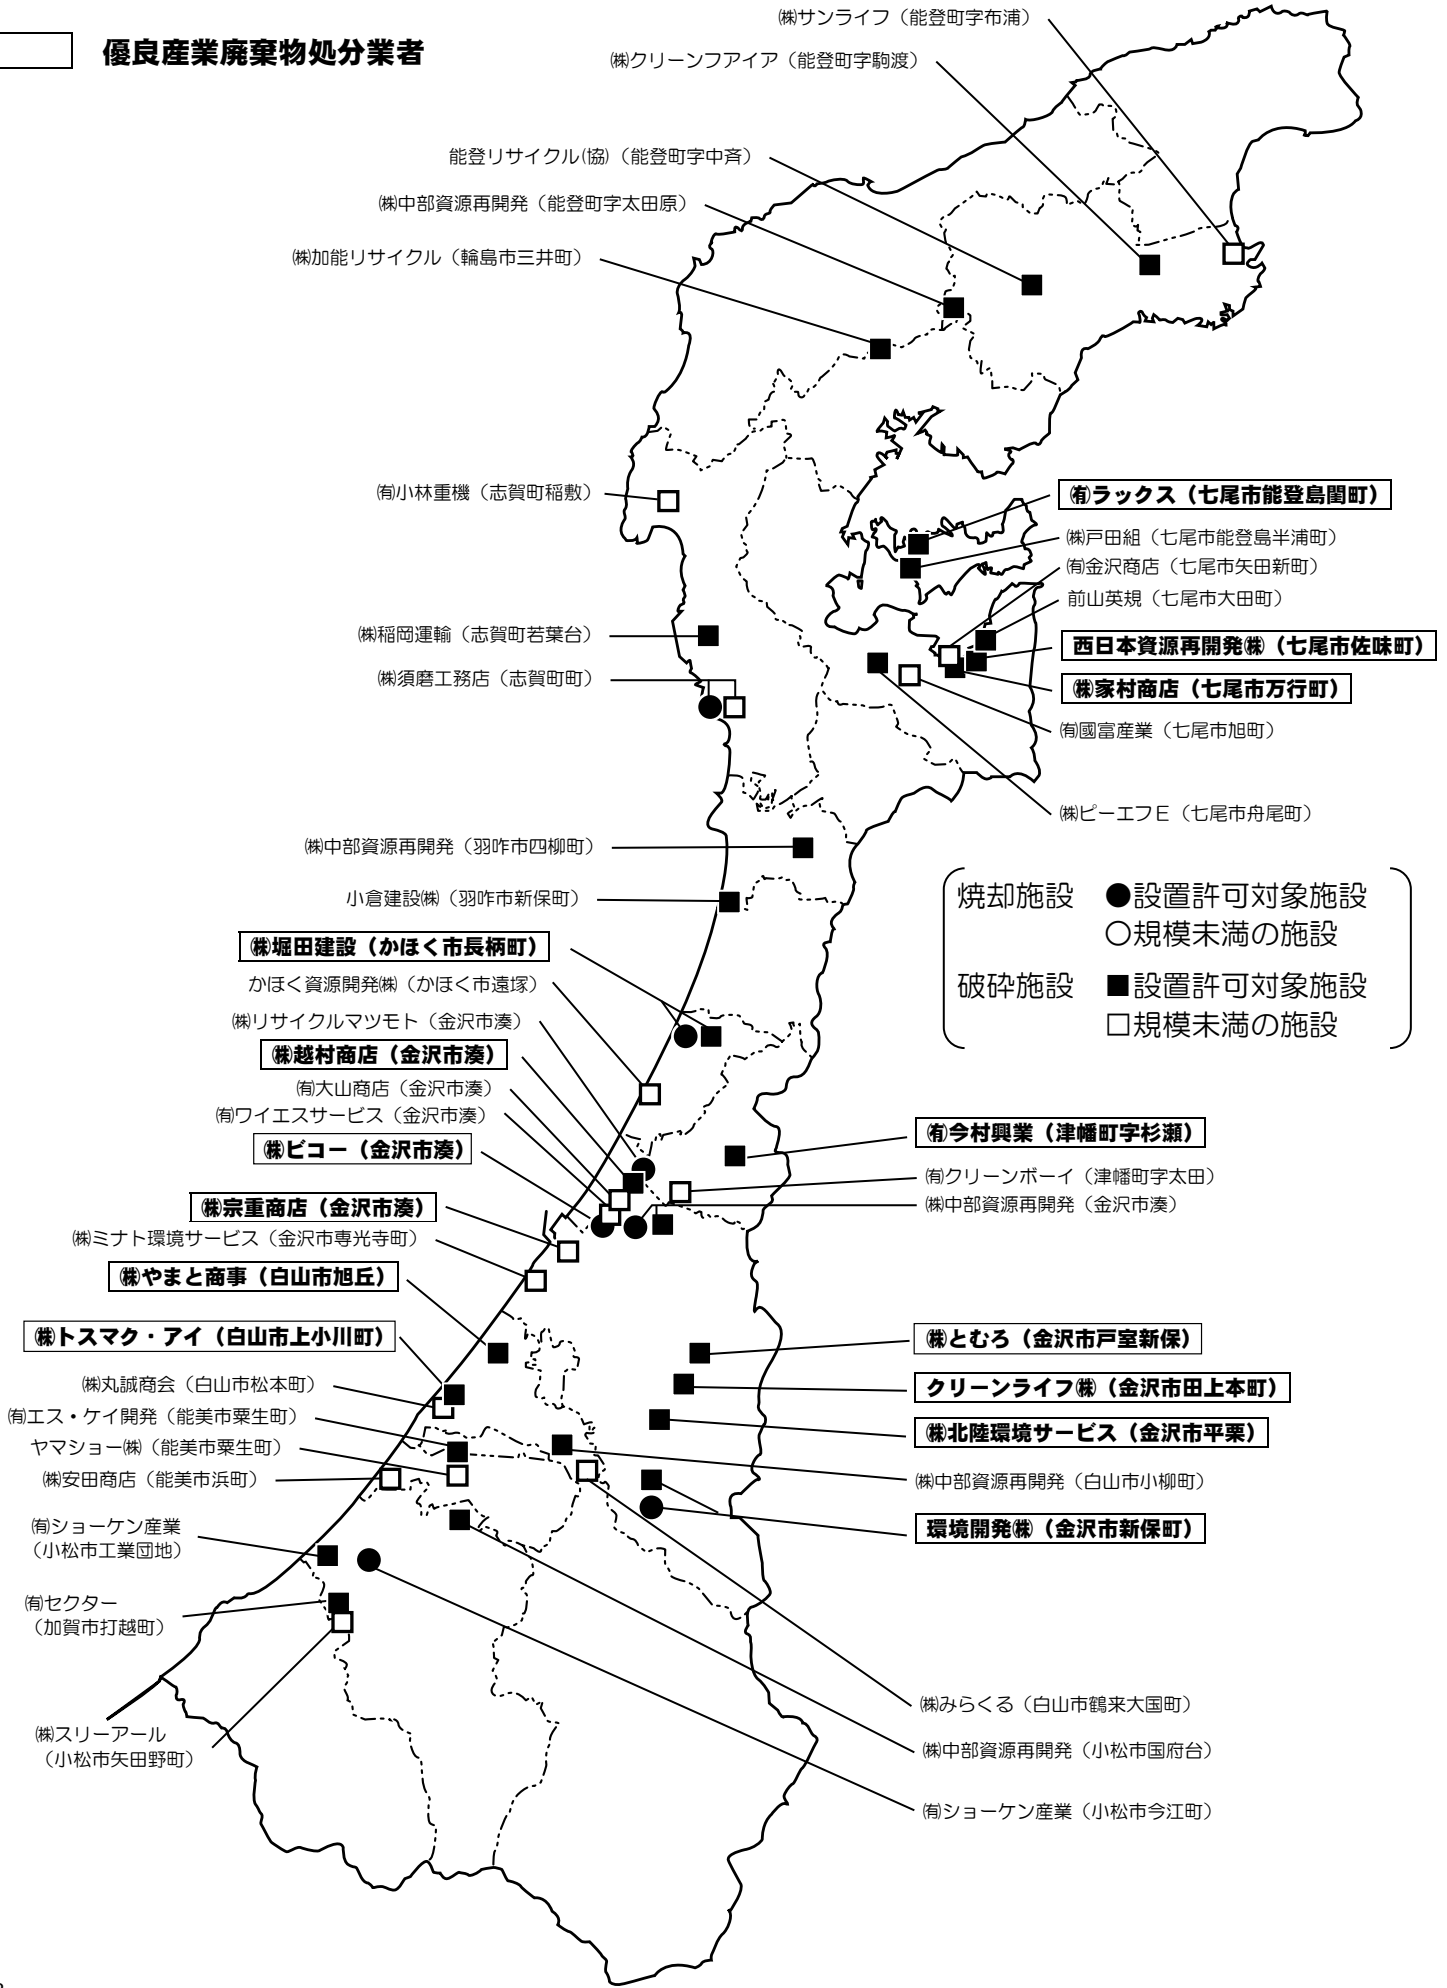 優良産業廃棄物処分業者
㈱サンライフ（能登町字布浦）
㈱クリーンフアイア（能登町字駒渡）
能登リサイクル(協)（能登町字中斉）
㈱中部資源再開発（能登町字太田原）
㈱加能リサイクル（輪島市三井町）
㈲小林重機（志賀町稲敷）
㈲ラックス（七尾市能登島閨町）
㈱戸田組（七尾市能登島半浦町）
㈲金沢商店（七尾市矢田新町）
前山英規（七尾市大田町）
㈱稲岡運輸（志賀町若葉台）
西日本資源再開発㈱（七尾市佐味町）
㈱須磨工務店（志賀町町）
㈱家村商店（七尾市万行町）
㈲國富産業（七尾市旭町）
㈱ピーエフＥ（七尾市舟尾町）
㈱中部資源再開発（羽咋市四柳町）
小倉建設㈱（羽咋市新保町）
焼却施設 ●設置許可対象施設
○規模未満の施設
破砕施設 ■設置許可対象施設
□規模未満の施設
㈱堀田建設（かほく市長柄町）
かほく資源開発㈱（かほく市遠塚）
㈱リサイクルマツモト（金沢市湊）
㈱越村商店（金沢市湊）
㈲大山商店（金沢市湊）
㈲ワイエスサービス（金沢市湊）
㈱ビコー（金沢市湊）
㈲今村興業（津幡町字杉瀬）
㈲クリーンボーイ（津幡町字太田）
㈱中部資源再開発（金沢市湊）
㈱宗重商店（金沢市湊）
㈱ミナト環境サービス（金沢市専光寺町）
㈱やまと商事（白山市旭丘）
㈱トスマク・アイ（白山市上小川町）
㈱とむろ（金沢市戸室新保）
㈱丸誠商会（白山市松本町）
クリーンライフ㈱（金沢市田上本町）
㈲エス・ケイ開発（能美市粟生町）
㈱北陸環境サービス（金沢市平栗）
ヤマショー㈱（能美市粟生町）
㈱安田商店（能美市浜町）
㈱中部資源再開発（白山市小柳町）
環境開発㈱（金沢市新保町）
㈲ショーケン産業
（小松市工業団地）
㈲セクター
（加賀市打越町）
㈱みらくる（白山市鶴来大国町）
㈱スリーアール
（小松市矢田野町）
㈱中部資源再開発（小松市国府台）
㈲ショーケン産業（小松市今江町）